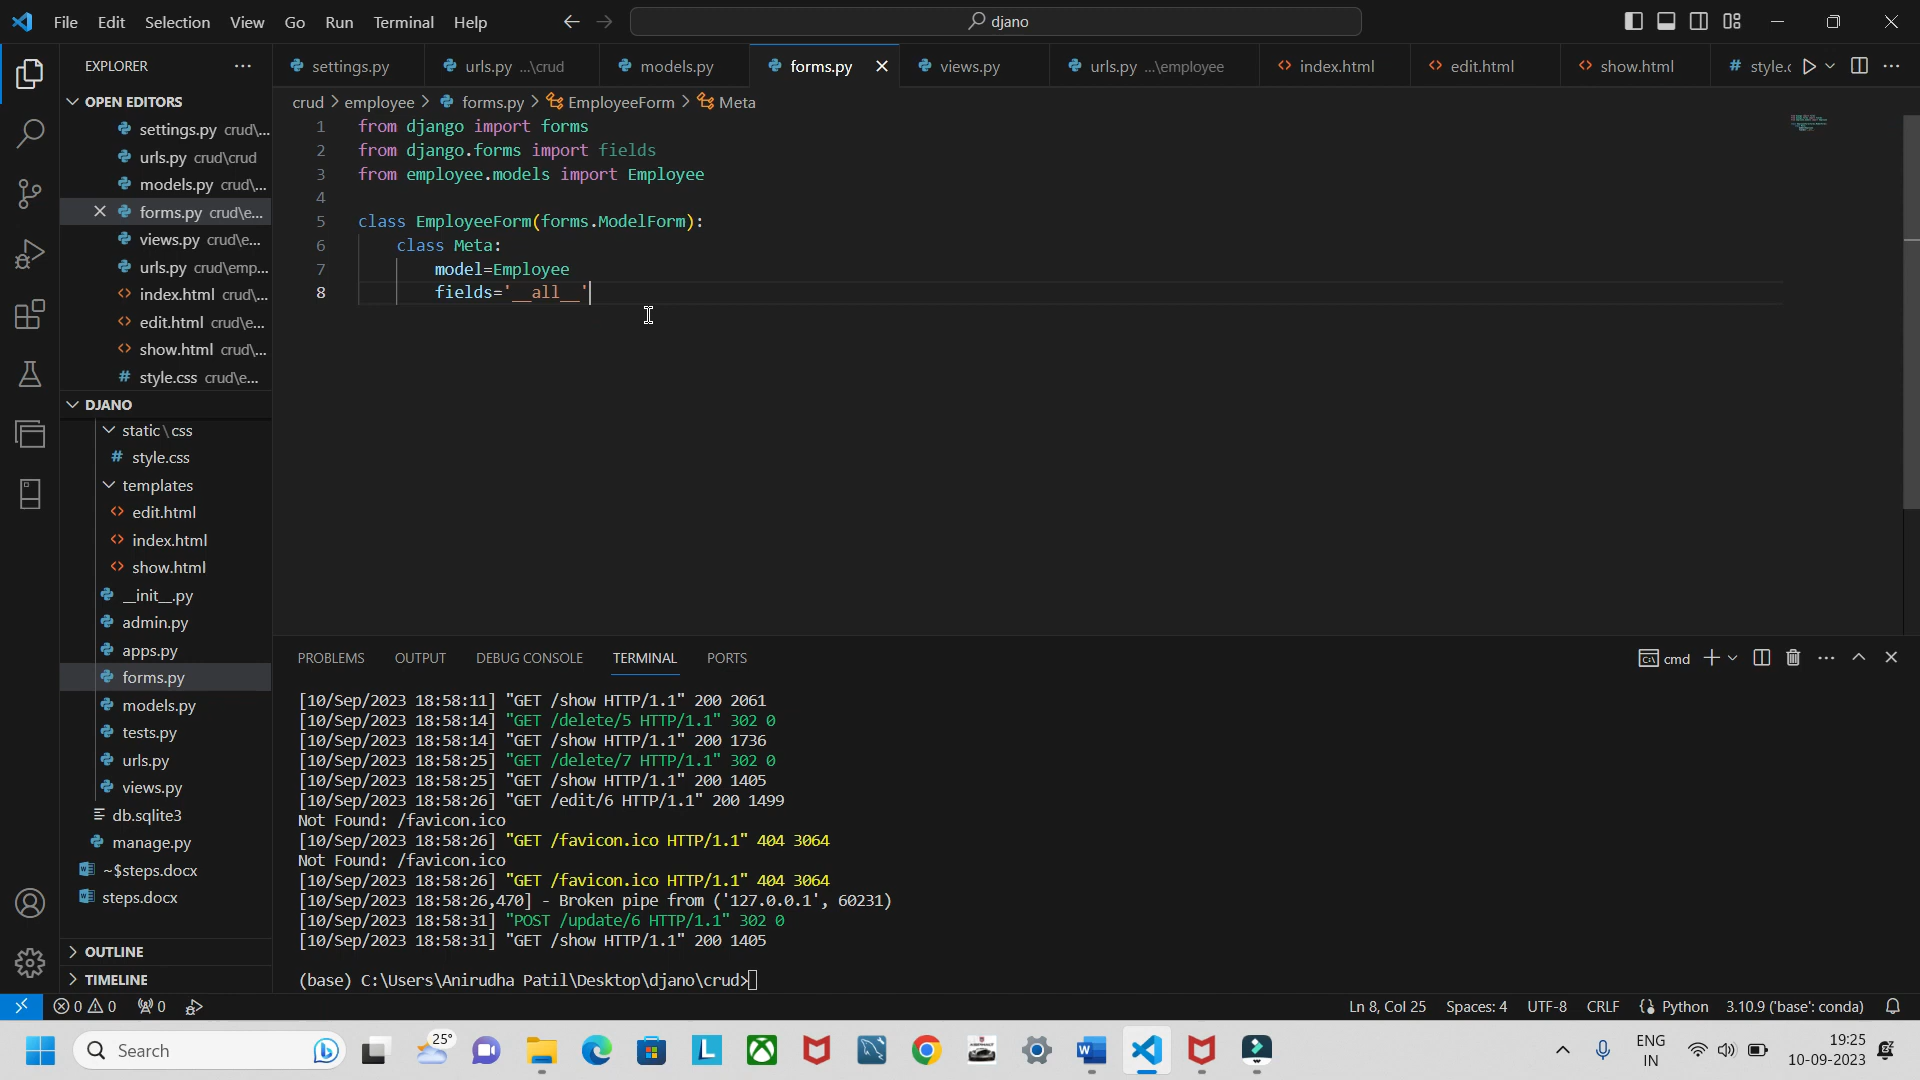 File Edit Selection View Go Run Terminal Help
djano
EXPLORER
settings.py
urls.py ...\crud
models.py
forms.py
views.py
urls.py ...\employee
index.html
edit.html
show.html
# style.c
OPEN EDITORS
settings.py crud\...
urls.py crud\crud
models.py crud\...
forms.py crud\e...
views.py crud\e...
urls.py crud\emp...
index.html crud\...
edit.html crud\e...
show.html crud\...
# style.css crud\e...
DJANO
static\css
# style.css
templates
edit.html
index.html
show.html
__init__.py
admin.py
apps.py
forms.py
models.py
tests.py
urls.py
views.py
db.sqlite3
manage.py
~$steps.docx
steps.docx
OUTLINE
TIMELINE
crud > employee > forms.py > EmployeeForm > Meta
1 from django import forms
2 from django.forms import fields
3 from employee.models import Employee
4
5 class EmployeeForm(forms.ModelForm):
6 class Meta:
7 model=Employee
8 fields='__all__'
PROBLEMS OUTPUT DEBUG CONSOLE TERMINAL PORTS
cmd
[10/Sep/2023 18:58:11] "GET /show HTTP/1.1" 200 2061
[10/Sep/2023 18:58:14] "GET /delete/5 HTTP/1.1" 302 0
[10/Sep/2023 18:58:14] "GET /show HTTP/1.1" 200 1736
[10/Sep/2023 18:58:25] "GET /delete/7 HTTP/1.1" 302 0
[10/Sep/2023 18:58:25] "GET /show HTTP/1.1" 200 1405
[10/Sep/2023 18:58:26] "GET /edit/6 HTTP/1.1" 200 1499
Not Found: /favicon.ico
[10/Sep/2023 18:58:26] "GET /favicon.ico HTTP/1.1" 404 3064
Not Found: /favicon.ico
[10/Sep/2023 18:58:26] "GET /favicon.ico HTTP/1.1" 404 3064
[10/Sep/2023 18:58:26,470] - Broken pipe from ('127.0.0.1', 60231)
[10/Sep/2023 18:58:31] "POST /update/6 HTTP/1.1" 302 0
[10/Sep/2023 18:58:31] "GET /show HTTP/1.1" 200 1405
(base) C:\Users\Anirudha Patil\Desktop\djano\crud>
0 0 0
Ln 8, Col 25 Spaces: 4 UTF-8 CRLF Python 3.10.9 ('base': conda)
Search
25°
ENG
IN
19:25
10-09-2023